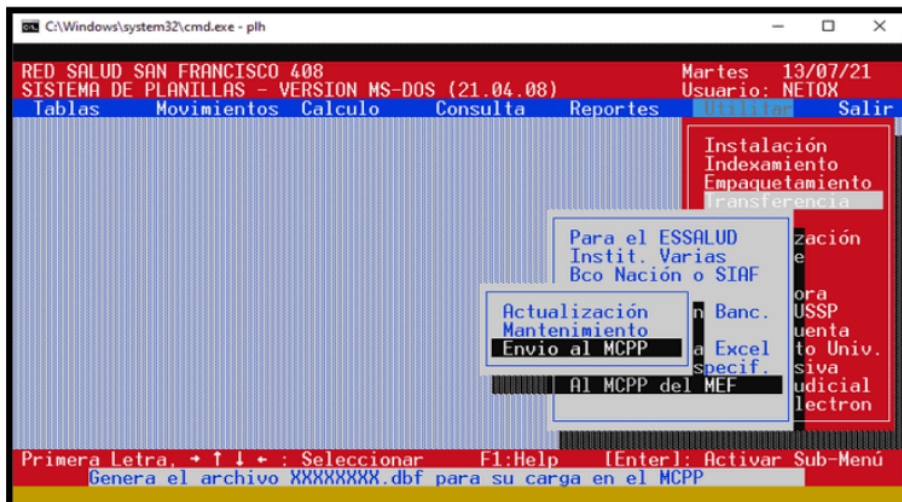 C:\Windows\system32\cmd.exe - plh
RED SALUD SAN FRANCISCO 408 Martes 13/07/21
SISTEMA DE PLANILLAS - VERSION MS-DOS (21.04.08) Usuario: NETOX
Tablas Movimientos Calculo Consulta Reportes Utilitar Salir
Instalación
Indexamiento
Empaquetamiento
Transferencia
Para el ESSALUD zación
Instit. Varias e
Bco Nación o SIAF
ora
Actualización n Banc. USSP
Mantenimiento uenta
Envio al MCPP a Excel to Univ.
specif. siva
Al MCPP del MEF udicial
lectron
Primera Letra, → ↑ ↓ ← : Seleccionar F1:Help [Enter]: Activar Sub-Menú
Genera el archivo XXXXXXXX.dbf para su carga en el MCPP